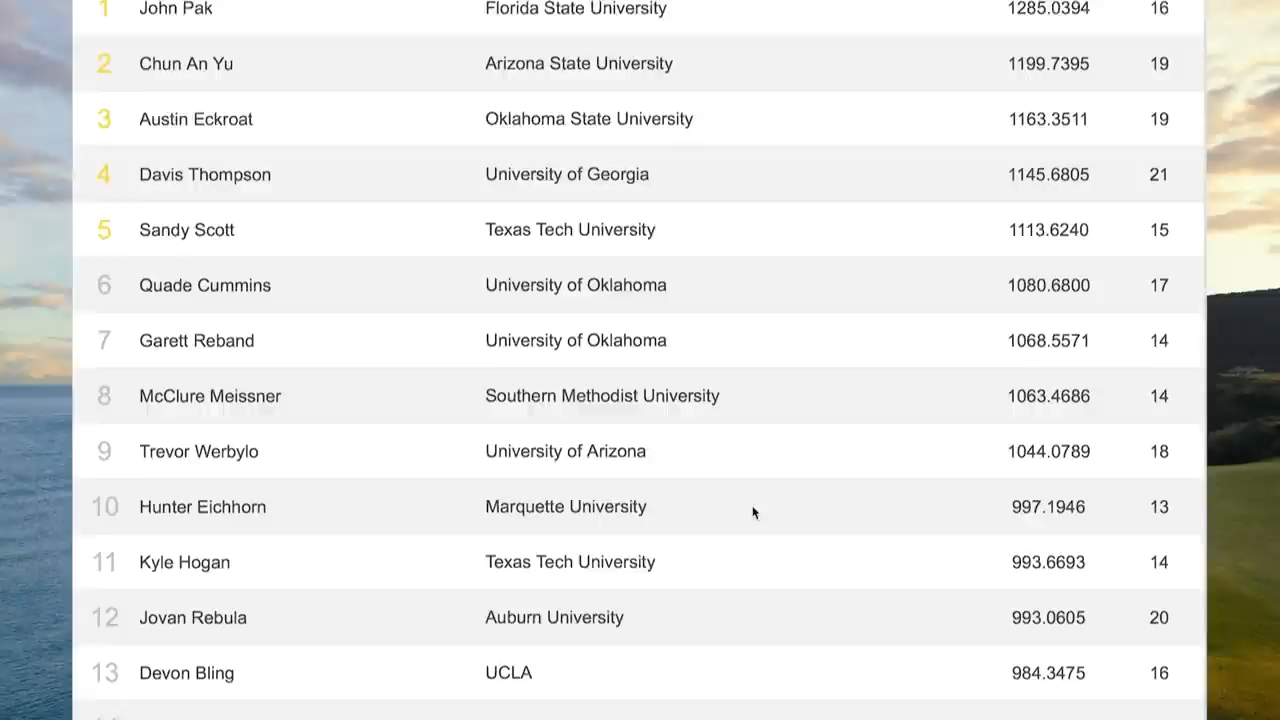 1 John Pak Florida State University 1285.0394 16
2 Chun An Yu Arizona State University 1199.7395 19
3 Austin Eckroat Oklahoma State University 1163.3511 19
4 Davis Thompson University of Georgia 1145.6805 21
5 Sandy Scott Texas Tech University 1113.6240 15
6 Quade Cummins University of Oklahoma 1080.6800 17
7 Garett Reband University of Oklahoma 1068.5571 14
8 McClure Meissner Southern Methodist University 1063.4686 14
9 Trevor Werbylo University of Arizona 1044.0789 18
10 Hunter Eichhorn Marquette University 997.1946 13
11 Kyle Hogan Texas Tech University 993.6693 14
12 Jovan Rebula Auburn University 993.0605 20
13 Devon Bling UCLA 984.3475 16